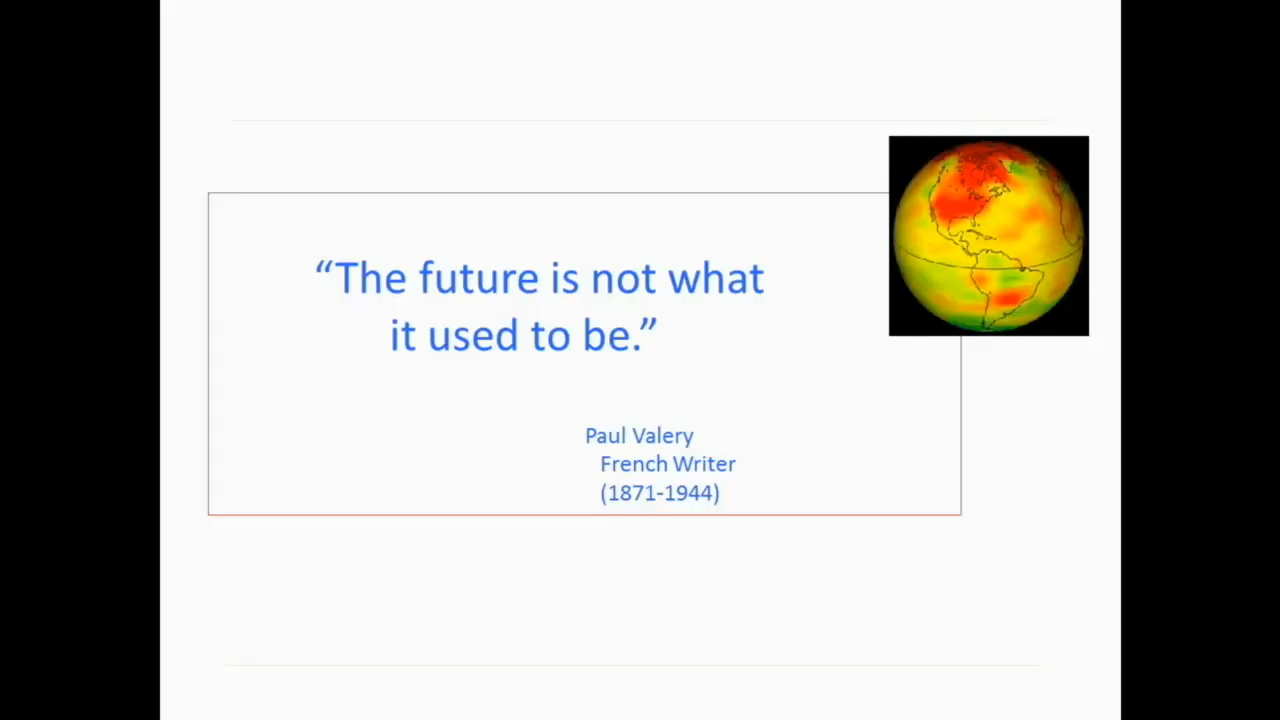 “The future is not what
it used to be.”
Paul Valery
French Writer
(1871-1944)